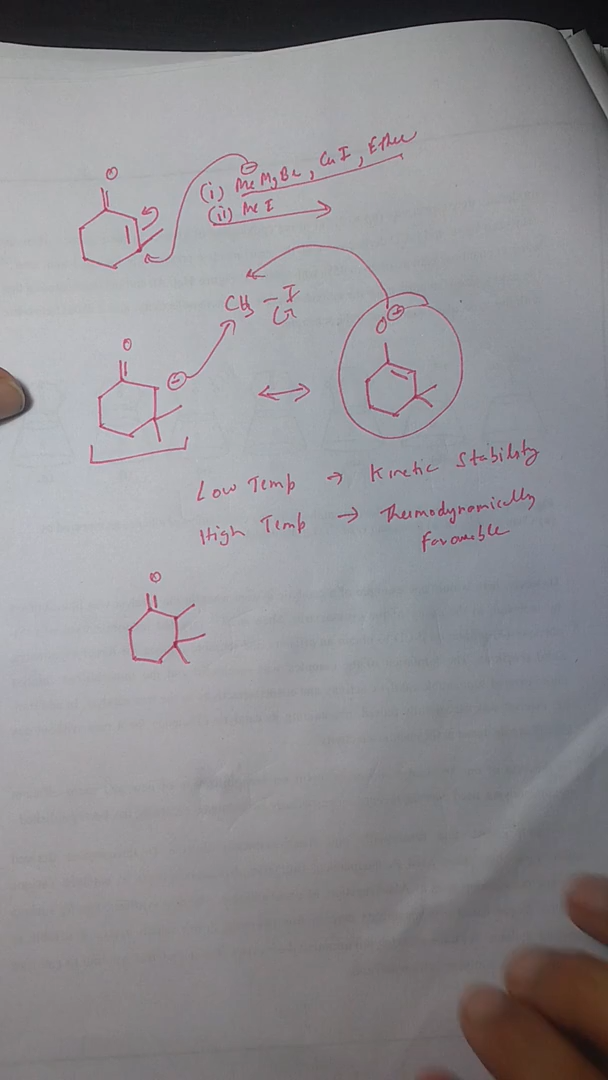 O
(i) MeMgBr, CuI, Ether
(ii) MeI
CH3 – I
O
O
Low Temp → Kinetic Stability
High Temp → Thermodynamically
favourable
O